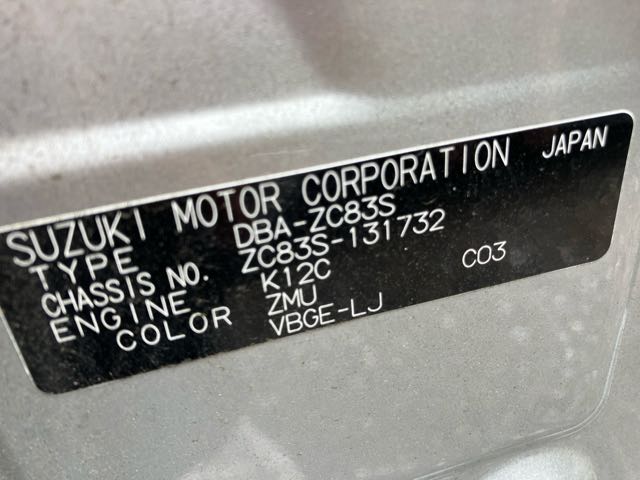 SUZUKI MOTOR CORPORATION JAPAN
TYPE DBA-ZC83S
CHASSIS NO. ZC83S-131732
ENGINE K12C C03
COLOR ZMU
VBGE-LJ